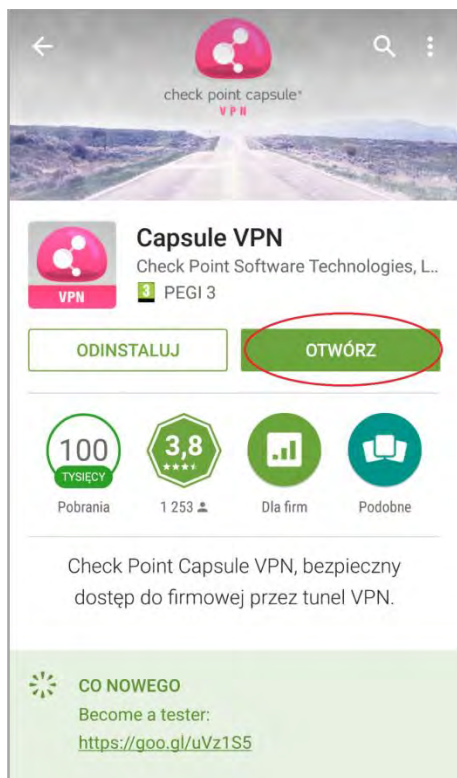 check point capsule™
VPN
Capsule VPN
Check Point Software Technologies, L..
VPN
3 PEGI 3
ODINSTALUJ
OTWÓRZ
100
TYSIĘCY
Pobrania
3,8
1 253
Dla firm
Podobne
Check Point Capsule VPN, bezpieczny
dostęp do firmowej przez tunel VPN.
CO NOWEGO
Become a tester:
https://goo.gl/uVz1S5